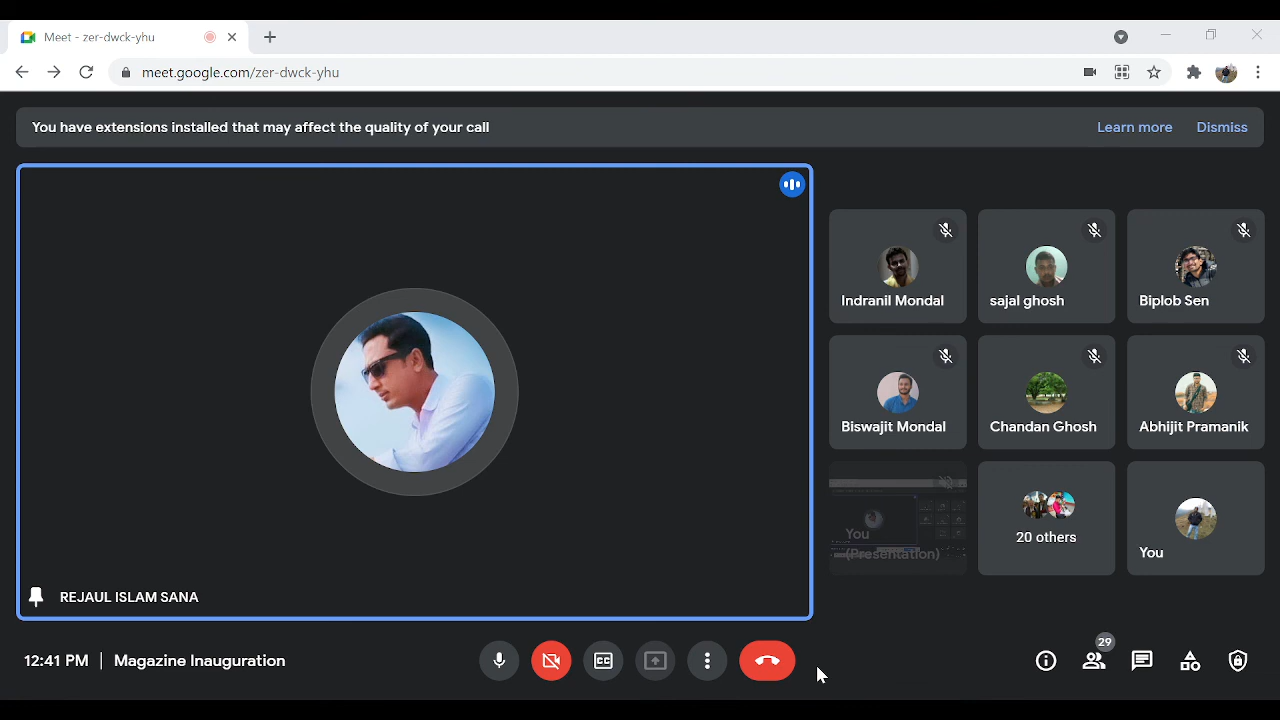 Meet - zer-dwck-yhu
meet.google.com/zer-dwck-yhu
You have extensions installed that may affect the quality of your call
Learn more
Dismiss
Indranil Mondal
sajal ghosh
Biplob Sen
Biswajit Mondal
Chandan Ghosh
Abhijit Pramanik
You
(Presentation)
20 others
You
REJAUL ISLAM SANA
12:41 PM | Magazine Inauguration
CC
29